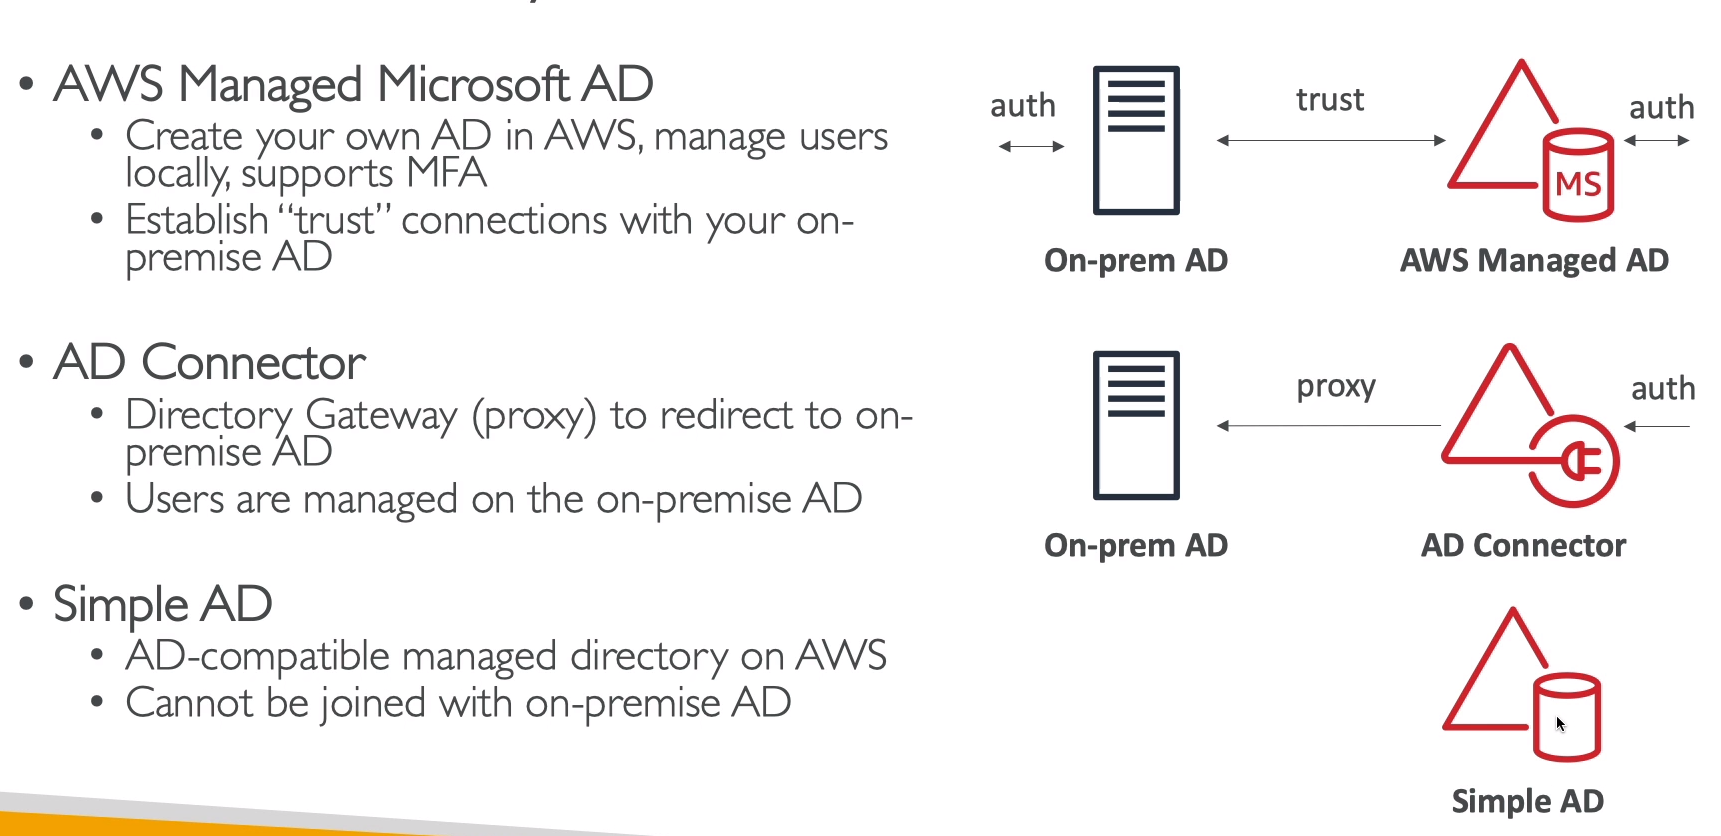 • AWS Managed Microsoft AD
• Create your own AD in AWS, manage users
locally, supports MFA
• Establish “trust” connections with your on-
premise AD
auth
trust
auth
MS
On-prem AD
AWS Managed AD
• AD Connector
• Directory Gateway (proxy) to redirect to on-
premise AD
• Users are managed on the on-premise AD
proxy
auth
On-prem AD
AD Connector
• Simple AD
• AD-compatible managed directory on AWS
• Cannot be joined with on-premise AD
Simple AD